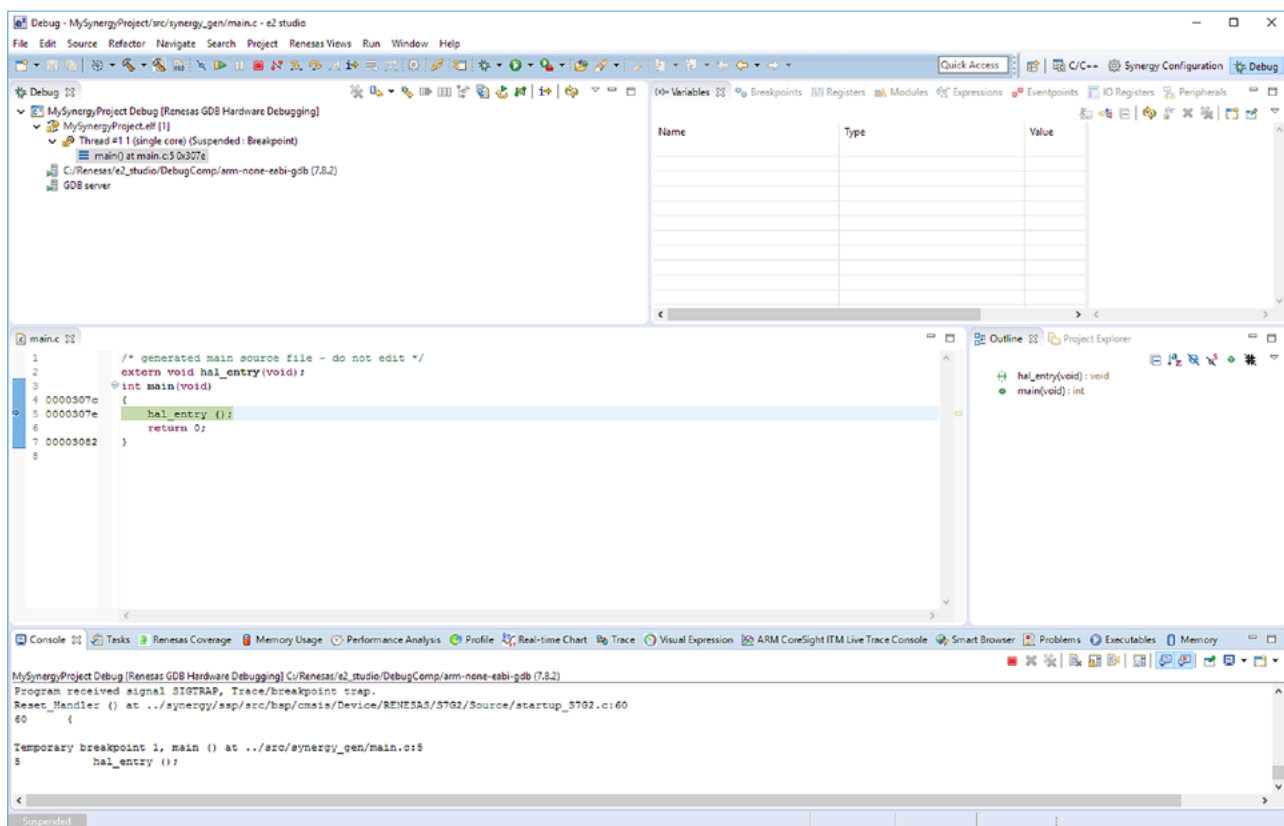 Debug - MySynergyProject/src/synergy_gen/main.c - e2 studio
File Edit Source Refactor Navigate Search Project Renesas Views Run Window Help
Quick Access C/C++ Synergy Configuration Debug
Debug
MySynergyProject Debug [Renesas GDB Hardware Debugging]
MySynergyProject.elf [1]
Thread #1 1 (single core) (Suspended : Breakpoint)
main() at main.c:5 0x307e
C:/Renesas/e2_studio/DebugComp/arm-none-eabi-gdb (7.8.2)
GDB server
(x)= Variables Breakpoints Registers Modules Expressions Eventpoints IO Registers Peripherals
Name Type Value
main.c
1 /* generated main source file - do not edit */
2 extern void hal_entry(void);
3 int main(void)
4 0000307c {
5 0000307e hal_entry ();
6 return 0;
7 00003082 }
8
Outline Project Explorer
hal_entry(void) : void
main(void) : int
Console Tasks Renesas Coverage Memory Usage Performance Analysis Profile Real-time Chart Trace Visual Expression ARM CoreSight ITM Live Trace Console Smart Browser Problems Executables Memory
MySynergyProject Debug [Renesas GDB Hardware Debugging] C:/Renesas/e2_studio/DebugComp/arm-none-eabi-gdb (7.8.2)
Program received signal SIGTRAP, Trace/breakpoint trap.
Reset_Handler () at ../synergy/ssp/src/bsp/cmsis/Device/RENESAS/S7G2/Source/startup_S7G2.c:60
60 {
Temporary breakpoint 1, main () at ../src/synergy_gen/main.c:5
5 hal_entry ();
Suspended